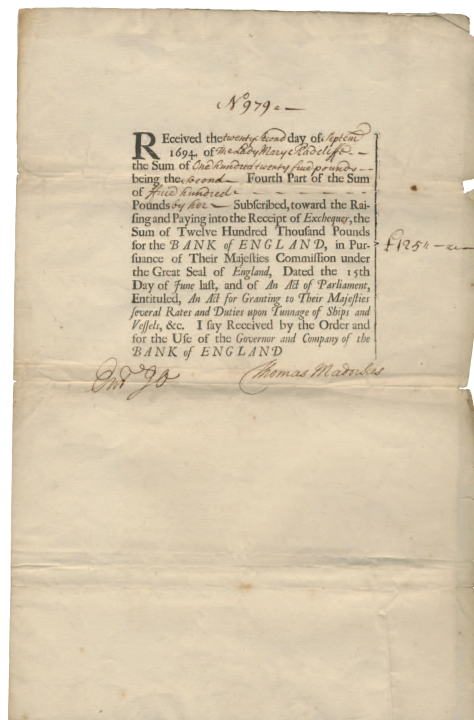 No 979
REceived the twenty second day of Septem
1694. of The Lady Mary Radcliffe
the Sum of One hundred twenty five pounds
being the second Fourth Part of the Sum
of ffive hundred
Pounds by her Subſcribed, toward the Rai-
ſing and Paying into the Receipt of Exchequer, the
Sum of Twelve Hundred Thouſand Pounds
for the BANK of ENGLAND, in Pur-
ſuance of Their Majeſties Commiſſion under
the Great Seal of England, Dated the 15th
Day of June laſt, and of An Act of Parliament,
Entituled, An Act for Granting to Their Majeſties
ſeveral Rates and Duties upon Tunnage of Ships and
Veſſels, &c. I ſay Received by the Order and
for the Uſe of the Governor and Company of the
BANK of ENGLAND
£125
Thomas